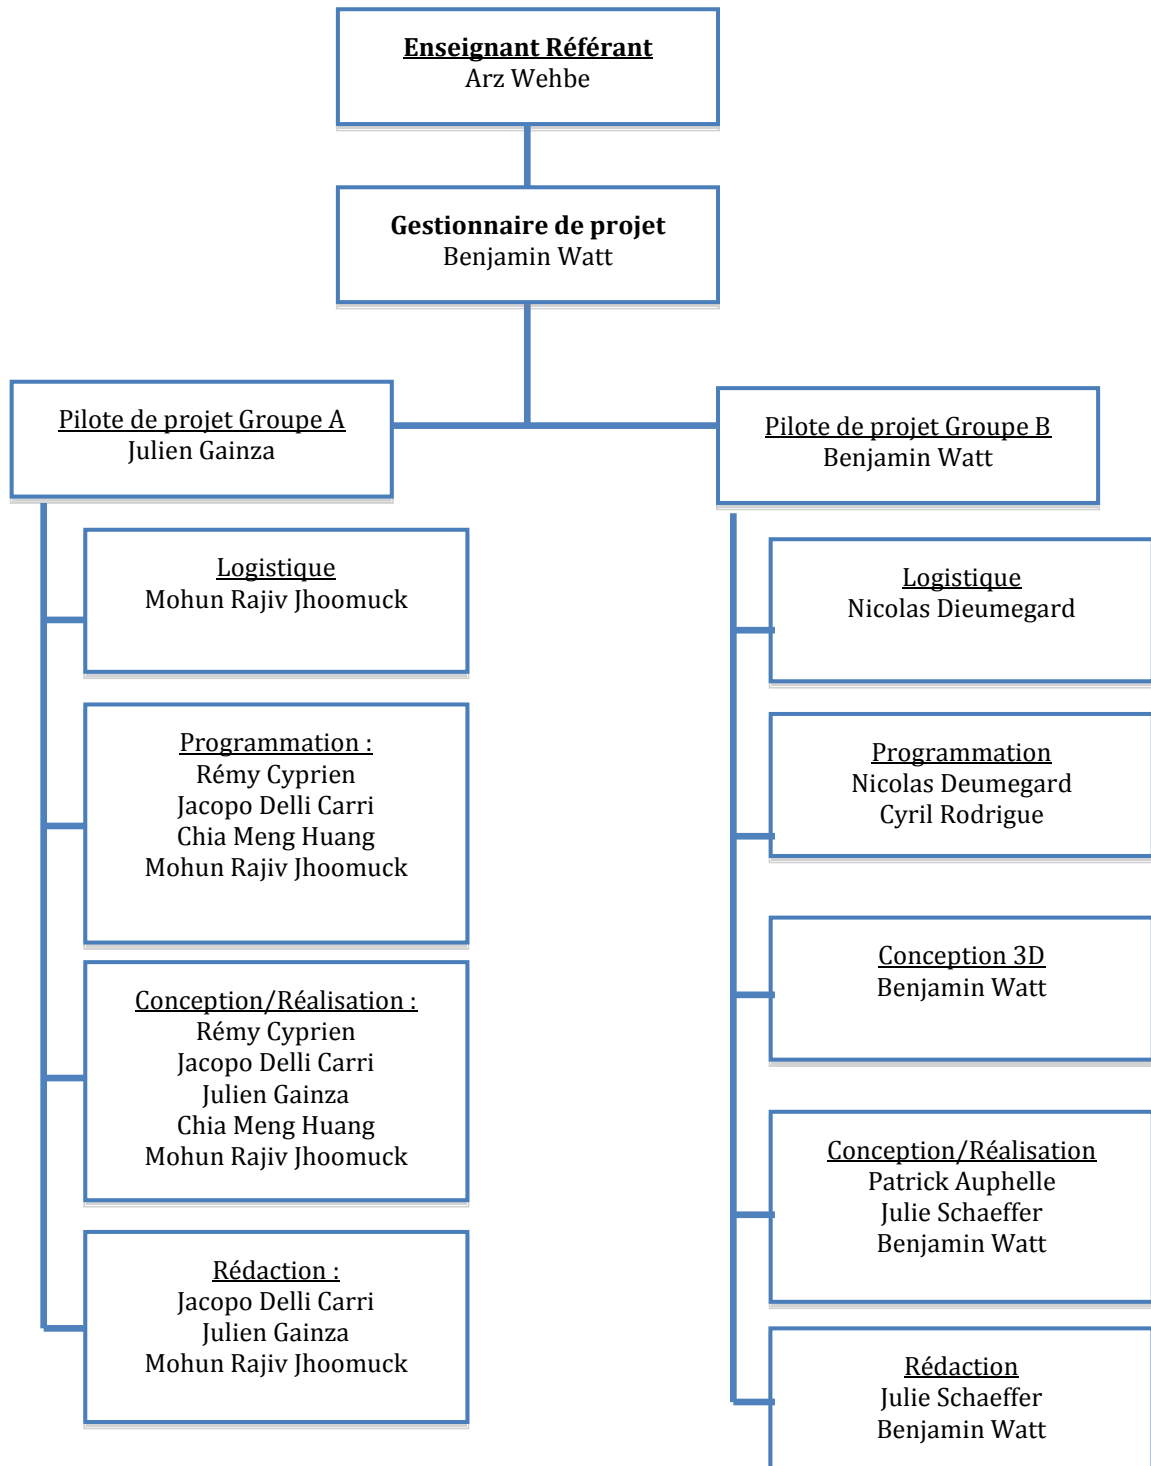 Enseignant Référant
Arz Wehbe
Gestionnaire de projet
Benjamin Watt
Pilote de projet Groupe A
Julien Gainza
Logistique
Mohun Rajiv Jhoomuck
Programmation :
Rémy Cyprien
Jacopo Delli Carri
Chia Meng Huang
Mohun Rajiv Jhoomuck
Conception/Réalisation :
Rémy Cyprien
Jacopo Delli Carri
Julien Gainza
Chia Meng Huang
Mohun Rajiv Jhoomuck
Rédaction :
Jacopo Delli Carri
Julien Gainza
Mohun Rajiv Jhoomuck
Pilote de projet Groupe B
Benjamin Watt
Logistique
Nicolas Dieumegard
Programmation
Nicolas Deumegard
Cyril Rodrigue
Conception 3D
Benjamin Watt
Conception/Réalisation
Patrick Auphelle
Julie Schaeffer
Benjamin Watt
Rédaction
Julie Schaeffer
Benjamin Watt